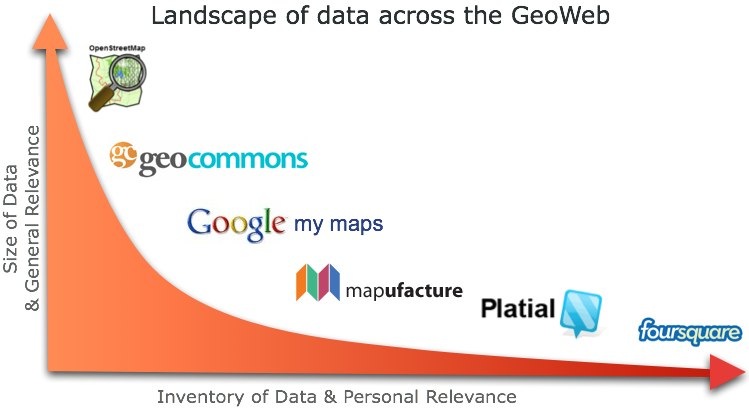 Landscape of data across the GeoWeb
OpenStreetMap
gc geocommons
Google my maps
mapufacture
Platial
foursquare
Size of Data
& General Relevance
Inventory of Data & Personal Relevance